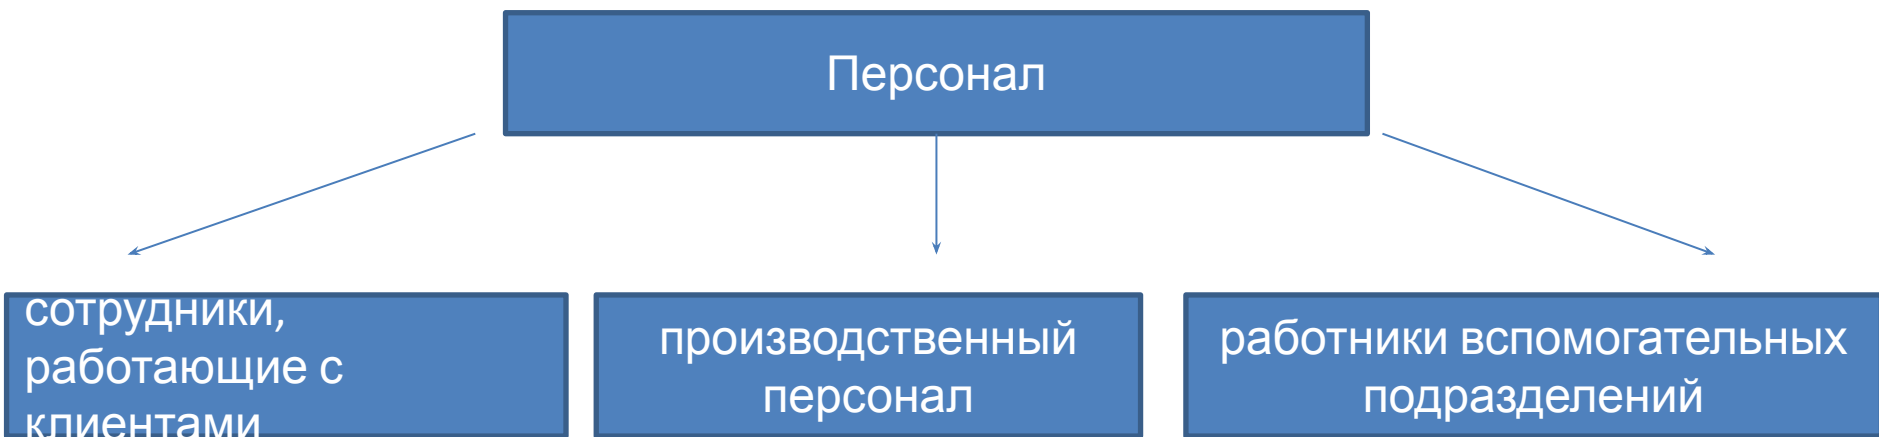 Персонал
сотрудники,
работающие с
клиентами
производственный
персонал
работники вспомогательных
подразделений